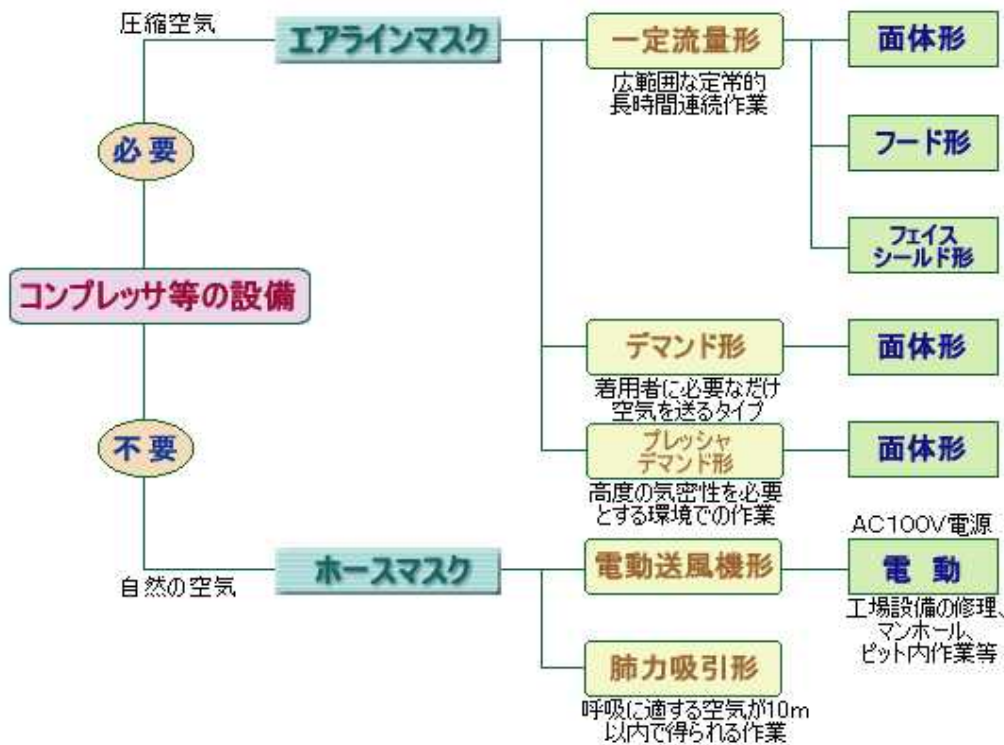 圧縮空気
エアラインマスク
一定流量形
広範囲な定常的
長時間連続作業
面体形
フード形
フェイス
シールド形
必要
コンプレッサ等の設備
デマンド形
着用者に必要なだけ
空気を送るタイプ
面体形
プレッシャ
デマンド形
高度の気密性を必要
とする環境での作業
面体形
不要
自然の空気
ホースマスク
電動送風機形
AC100V電源
電動
工場設備の修理、
マンホール、
ピット内作業等
肺力吸引形
呼吸に適する空気が10m
以内で得られる作業